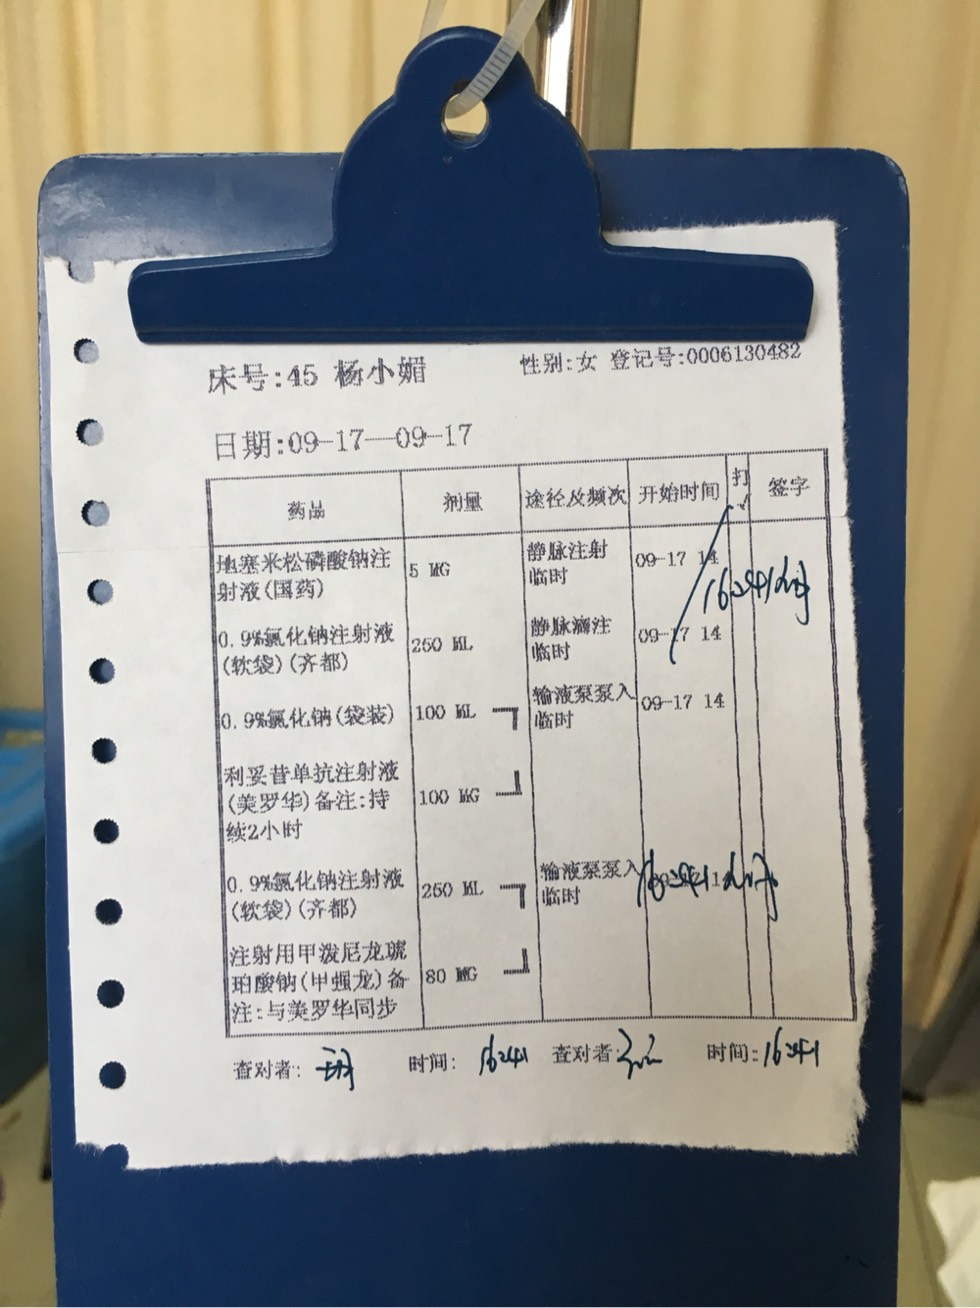 床号:45 杨小媚 性别:女 登记号:0006130482
日期:09-17—09-17
药品 剂量 途径及频次 开始时间 打√ 签字
地塞米松磷酸钠注 5 MG 静脉注射 09-17 14
射液(国药) 临时
0.9%氯化钠注射液 250 ML 静脉滴注 09-17 14
(软袋)(齐都) 临时
0.9%氯化钠(袋装) 100 ML 输液泵泵入 09-17 14
临时
利妥昔单抗注射液
(美罗华)备注:持 100 MG
续2小时
0.9%氯化钠注射液 250 ML 输液泵泵入
(软袋)(齐都) 临时
注射用甲泼尼龙琥
珀酸钠(甲强龙)备 80 MG
注:与美罗华同步
查对者: 时间: 查对者: 时间: